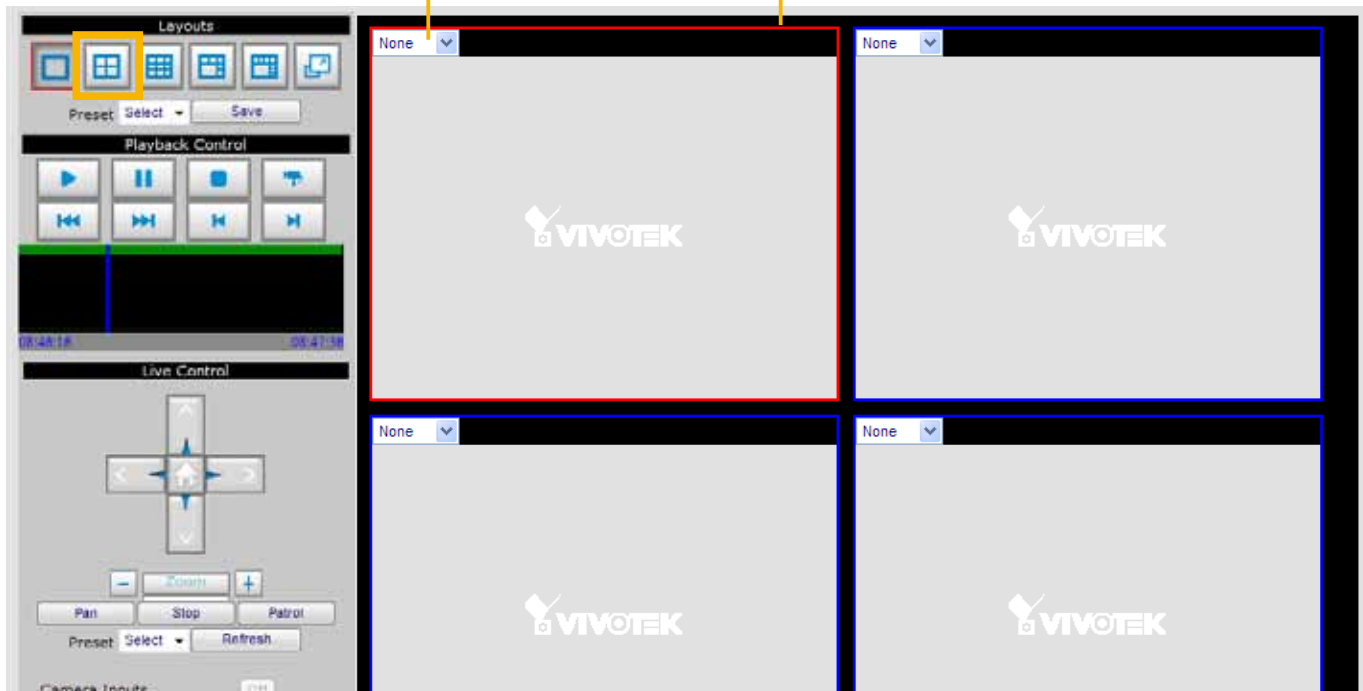 Layouts
Preset Select Save
Playback Control
08:48:18 08:47:38
Live Control
Zoom
Pan Stop Patrol
Preset Select Refresh
Camera Inputs Off
None
VIVOTEK
None
VIVOTEK
None
VIVOTEK
None
VIVOTEK